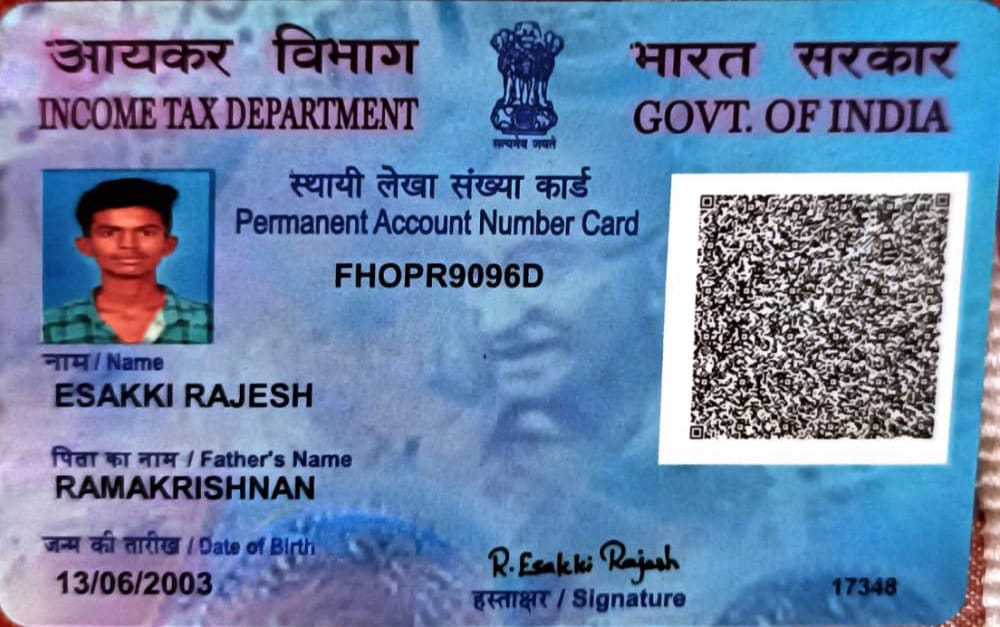 आयकर विभाग
INCOME TAX DEPARTMENT
सत्यमेव जयते
भारत सरकार
GOVT. OF INDIA
स्थायी लेखा संख्या कार्ड
Permanent Account Number Card
FHOPR9096D
नाम / Name
ESAKKI RAJESH
पिता का नाम / Father's Name
RAMAKRISHNAN
जन्म की तारीख / Date of Birth
13/06/2003
R. Esakki Rajesh
हस्ताक्षर / Signature
17348